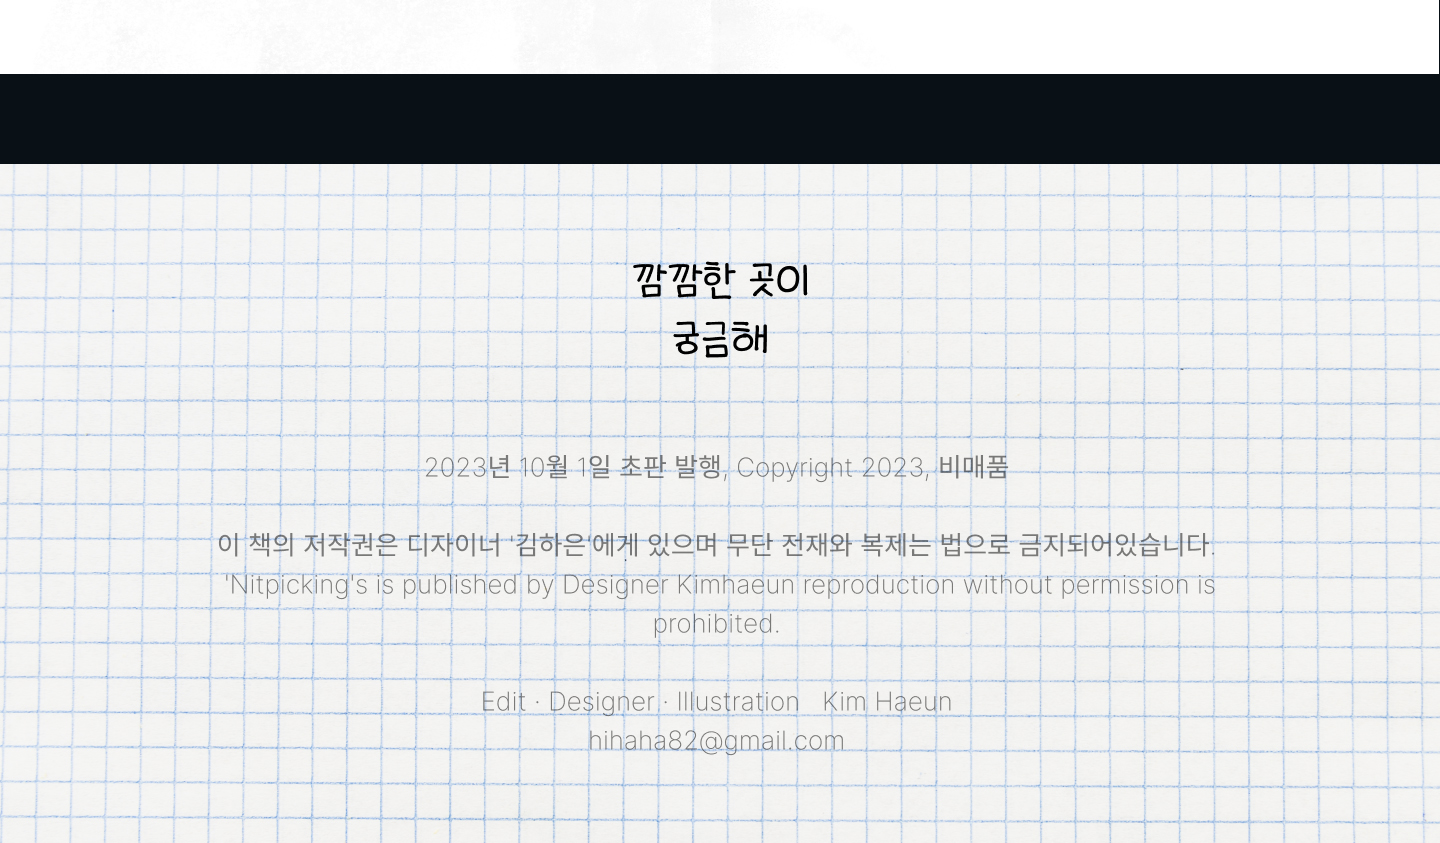 깜깜한 곳이
궁금해
2023년 10월 1일 초판 발행, Copyright 2023, 비매품
이 책의 저작권은 디자이너 '김하은'에게 있으며 무단 전재와 복제는 법으로 금지되어있습니다.
'Nitpicking's is published by Designer Kimhaeun reproduction without permission is
prohibited.
Edit · Designer · Illustration   Kim Haeun
hihaha82@gmail.com